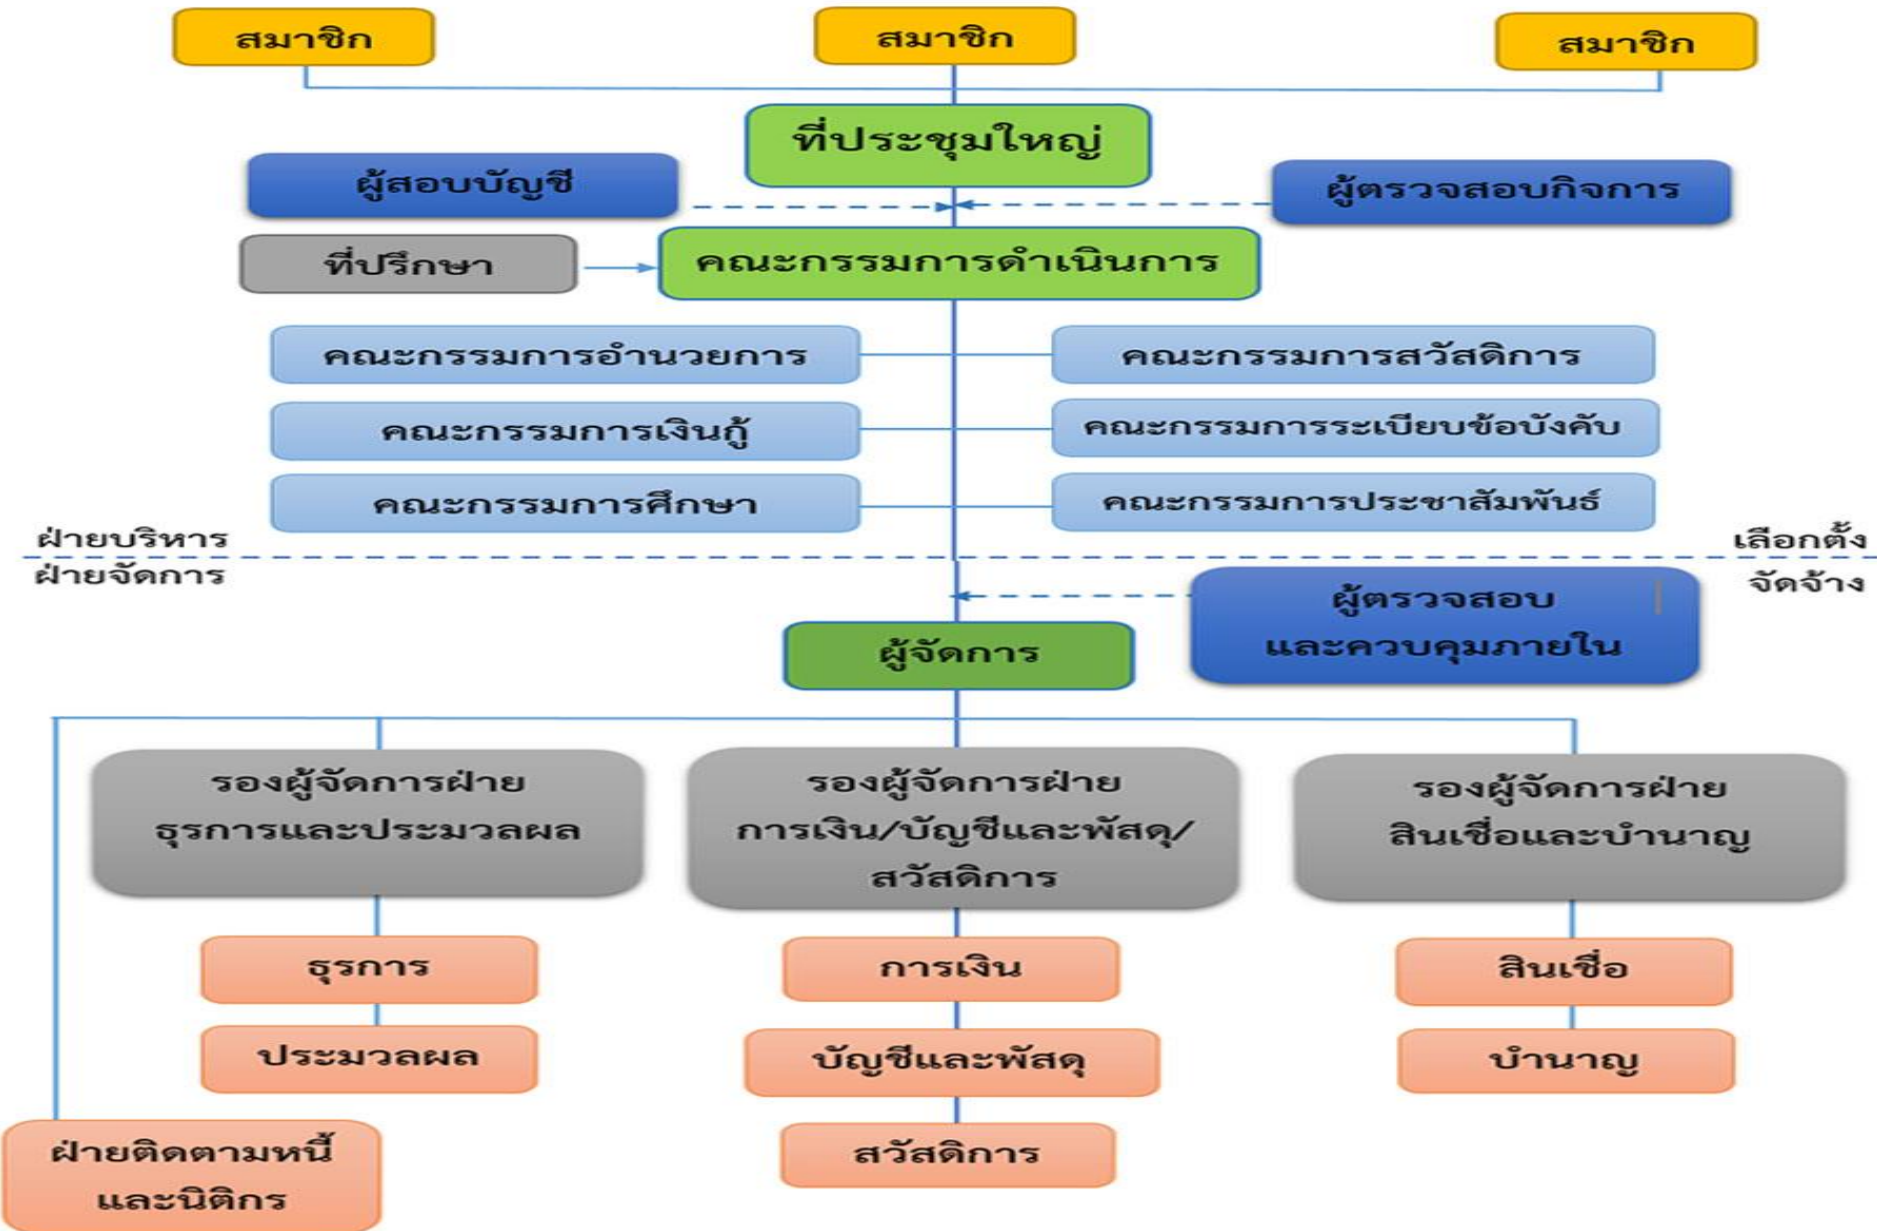 สมาชิก
สมาชิก
สมาชิก
ที่ประชุมใหญ่
ผู้สอบบัญชี
ผู้ตรวจสอบกิจการ
ที่ปรึกษา
คณะกรรมการดำเนินการ
คณะกรรมการอำนวยการ
คณะกรรมการสวัสดิการ
คณะกรรมการเงินกู้
คณะกรรมการระเบียบข้อบังคับ
คณะกรรมการศึกษา
คณะกรรมการประชาสัมพันธ์
ฝ่ายบริหาร
เลือกตั้ง
ฝ่ายจัดการ
จัดจ้าง
ผู้ตรวจสอบ
และควบคุมภายใน
ผู้จัดการ
รองผู้จัดการฝ่าย
ธุรการและประมวลผล
รองผู้จัดการฝ่าย
การเงิน/บัญชีและพัสดุ/
สวัสดิการ
รองผู้จัดการฝ่าย
สินเชื่อและบำนาญ
ธุรการ
การเงิน
สินเชื่อ
ประมวลผล
บัญชีและพัสดุ
บำนาญ
ฝ่ายติดตามหนี้
และนิติกร
สวัสดิการ